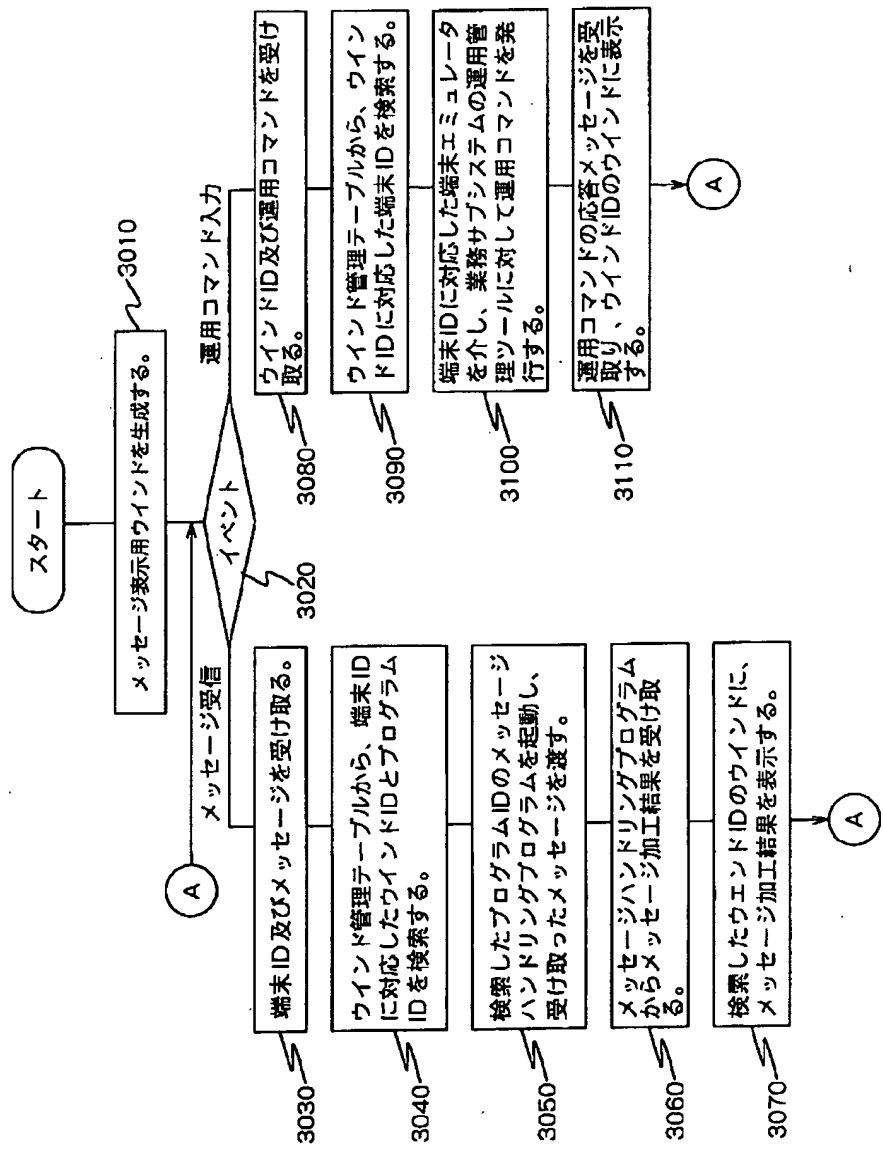 スタート
メッセージ表示用ウインドを生成する。
3010
A
イベント
3020
メッセージ受信
運用コマンド入力
3030
端末ID及びメッセージを受け取る。
3040
ウインド管理テーブルから、端末ID
に対応したウインドIDとプログラム
IDを検索する。
3050
検索したプログラムIDのメッセージ
ハンドリングプログラムを起動し、
受け取ったメッセージを渡す。
3060
メッセージハンドリングプログラム
からメッセージ加工結果を受け取
る。
3070
検索したウエンドIDのウインドに、
メッセージ加工結果を表示する。
A
3080
ウインドID及び運用コマンドを受け
取る。
3090
ウインド管理テーブルから、ウイン
ドIDに対応した端末IDを検索する。
3100
端末IDに対応した端末エミュレータ
を介し、業務サブシステムの運用管
理ツールに対して運用コマンドを発
行する。
3110
運用コマンドの応答メッセージを受
取り、ウインドIDのウインドに表示
する。
A